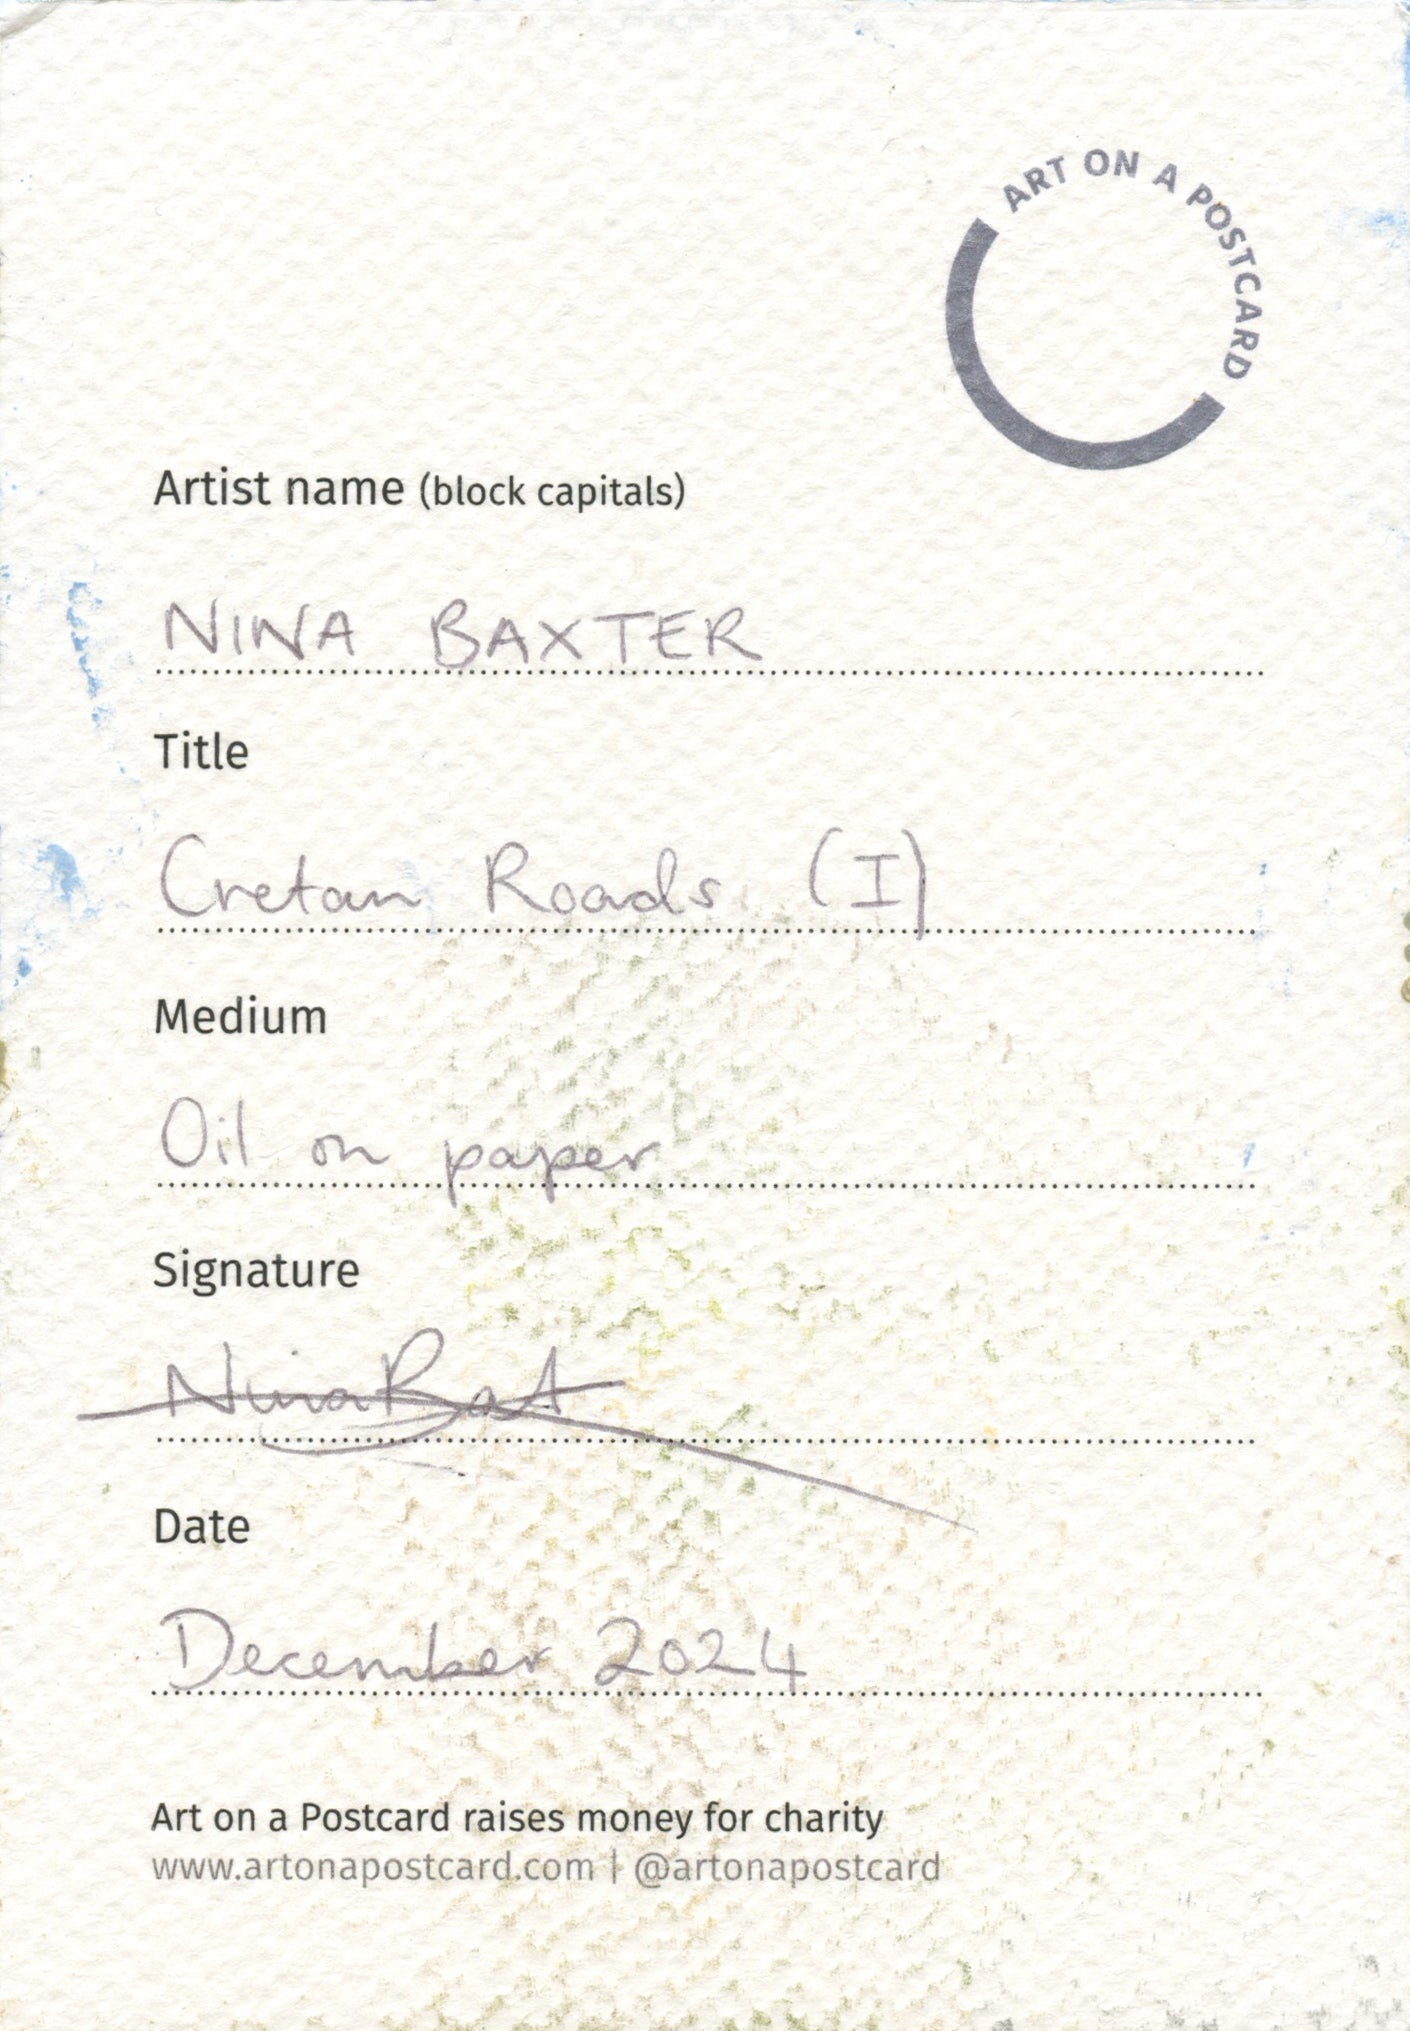 ART ON A POSTCARD
Artist name (block capitals)
NINA BAXTER
Title
Cretan Roads (I)
Medium
Oil on paper
Signature
Date
December 2024
Art on a Postcard raises money for charity
www.artonapostcard.com | @artonapostcard